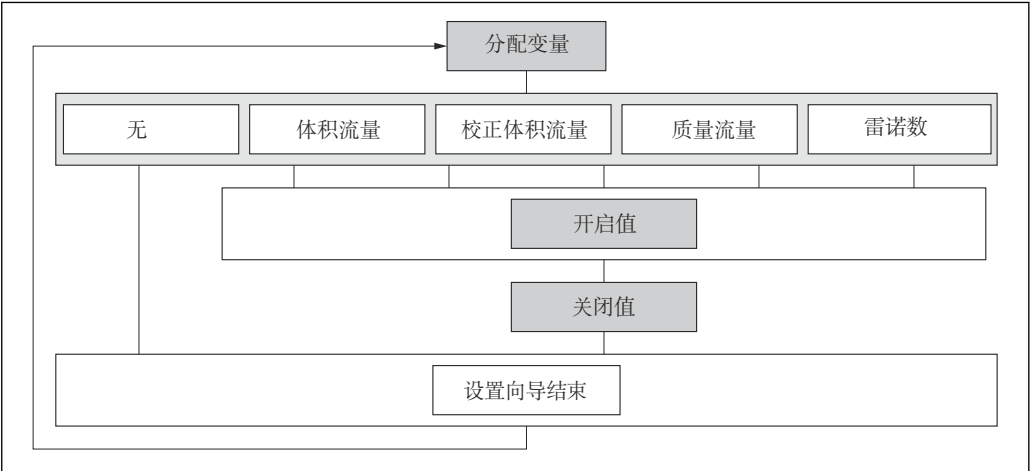 分配变量
无
体积流量
校正体积流量
质量流量
雷诺数
开启值
关闭值
设置向导结束